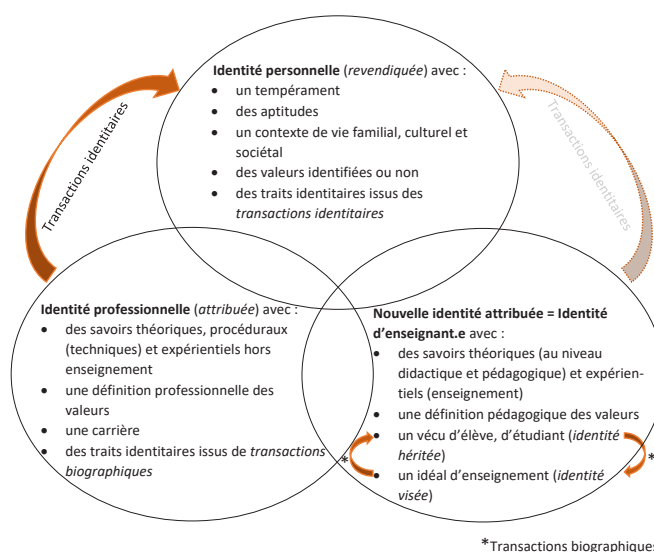 Identité personnelle (revendiquée) avec :
• un tempérament
• des aptitudes
• un contexte de vie familial, culturel et
sociétal
• des valeurs identifiées ou non
• des traits identitaires issus des
transactions identitaires
Transactions identitaires
Transactions identitaires
Identité professionnelle (attribuée) avec :
• des savoirs théoriques, procéduraux
(techniques) et expérientiels hors
enseignement
• une définition professionnelle des
valeurs
• une carrière
• des traits identitaires issus de transactions
biographiques
Nouvelle identité attribuée = Identité
d’enseignant.e avec :
• des savoirs théoriques (au niveau
didactique et pédagogique) et expérien-
tiels (enseignement)
• une définition pédagogique des valeurs
• un vécu d’élève, d’étudiant (identité
héritée)
• un idéal d’enseignement (identité
visée)
*
*
*Transactions biographiques